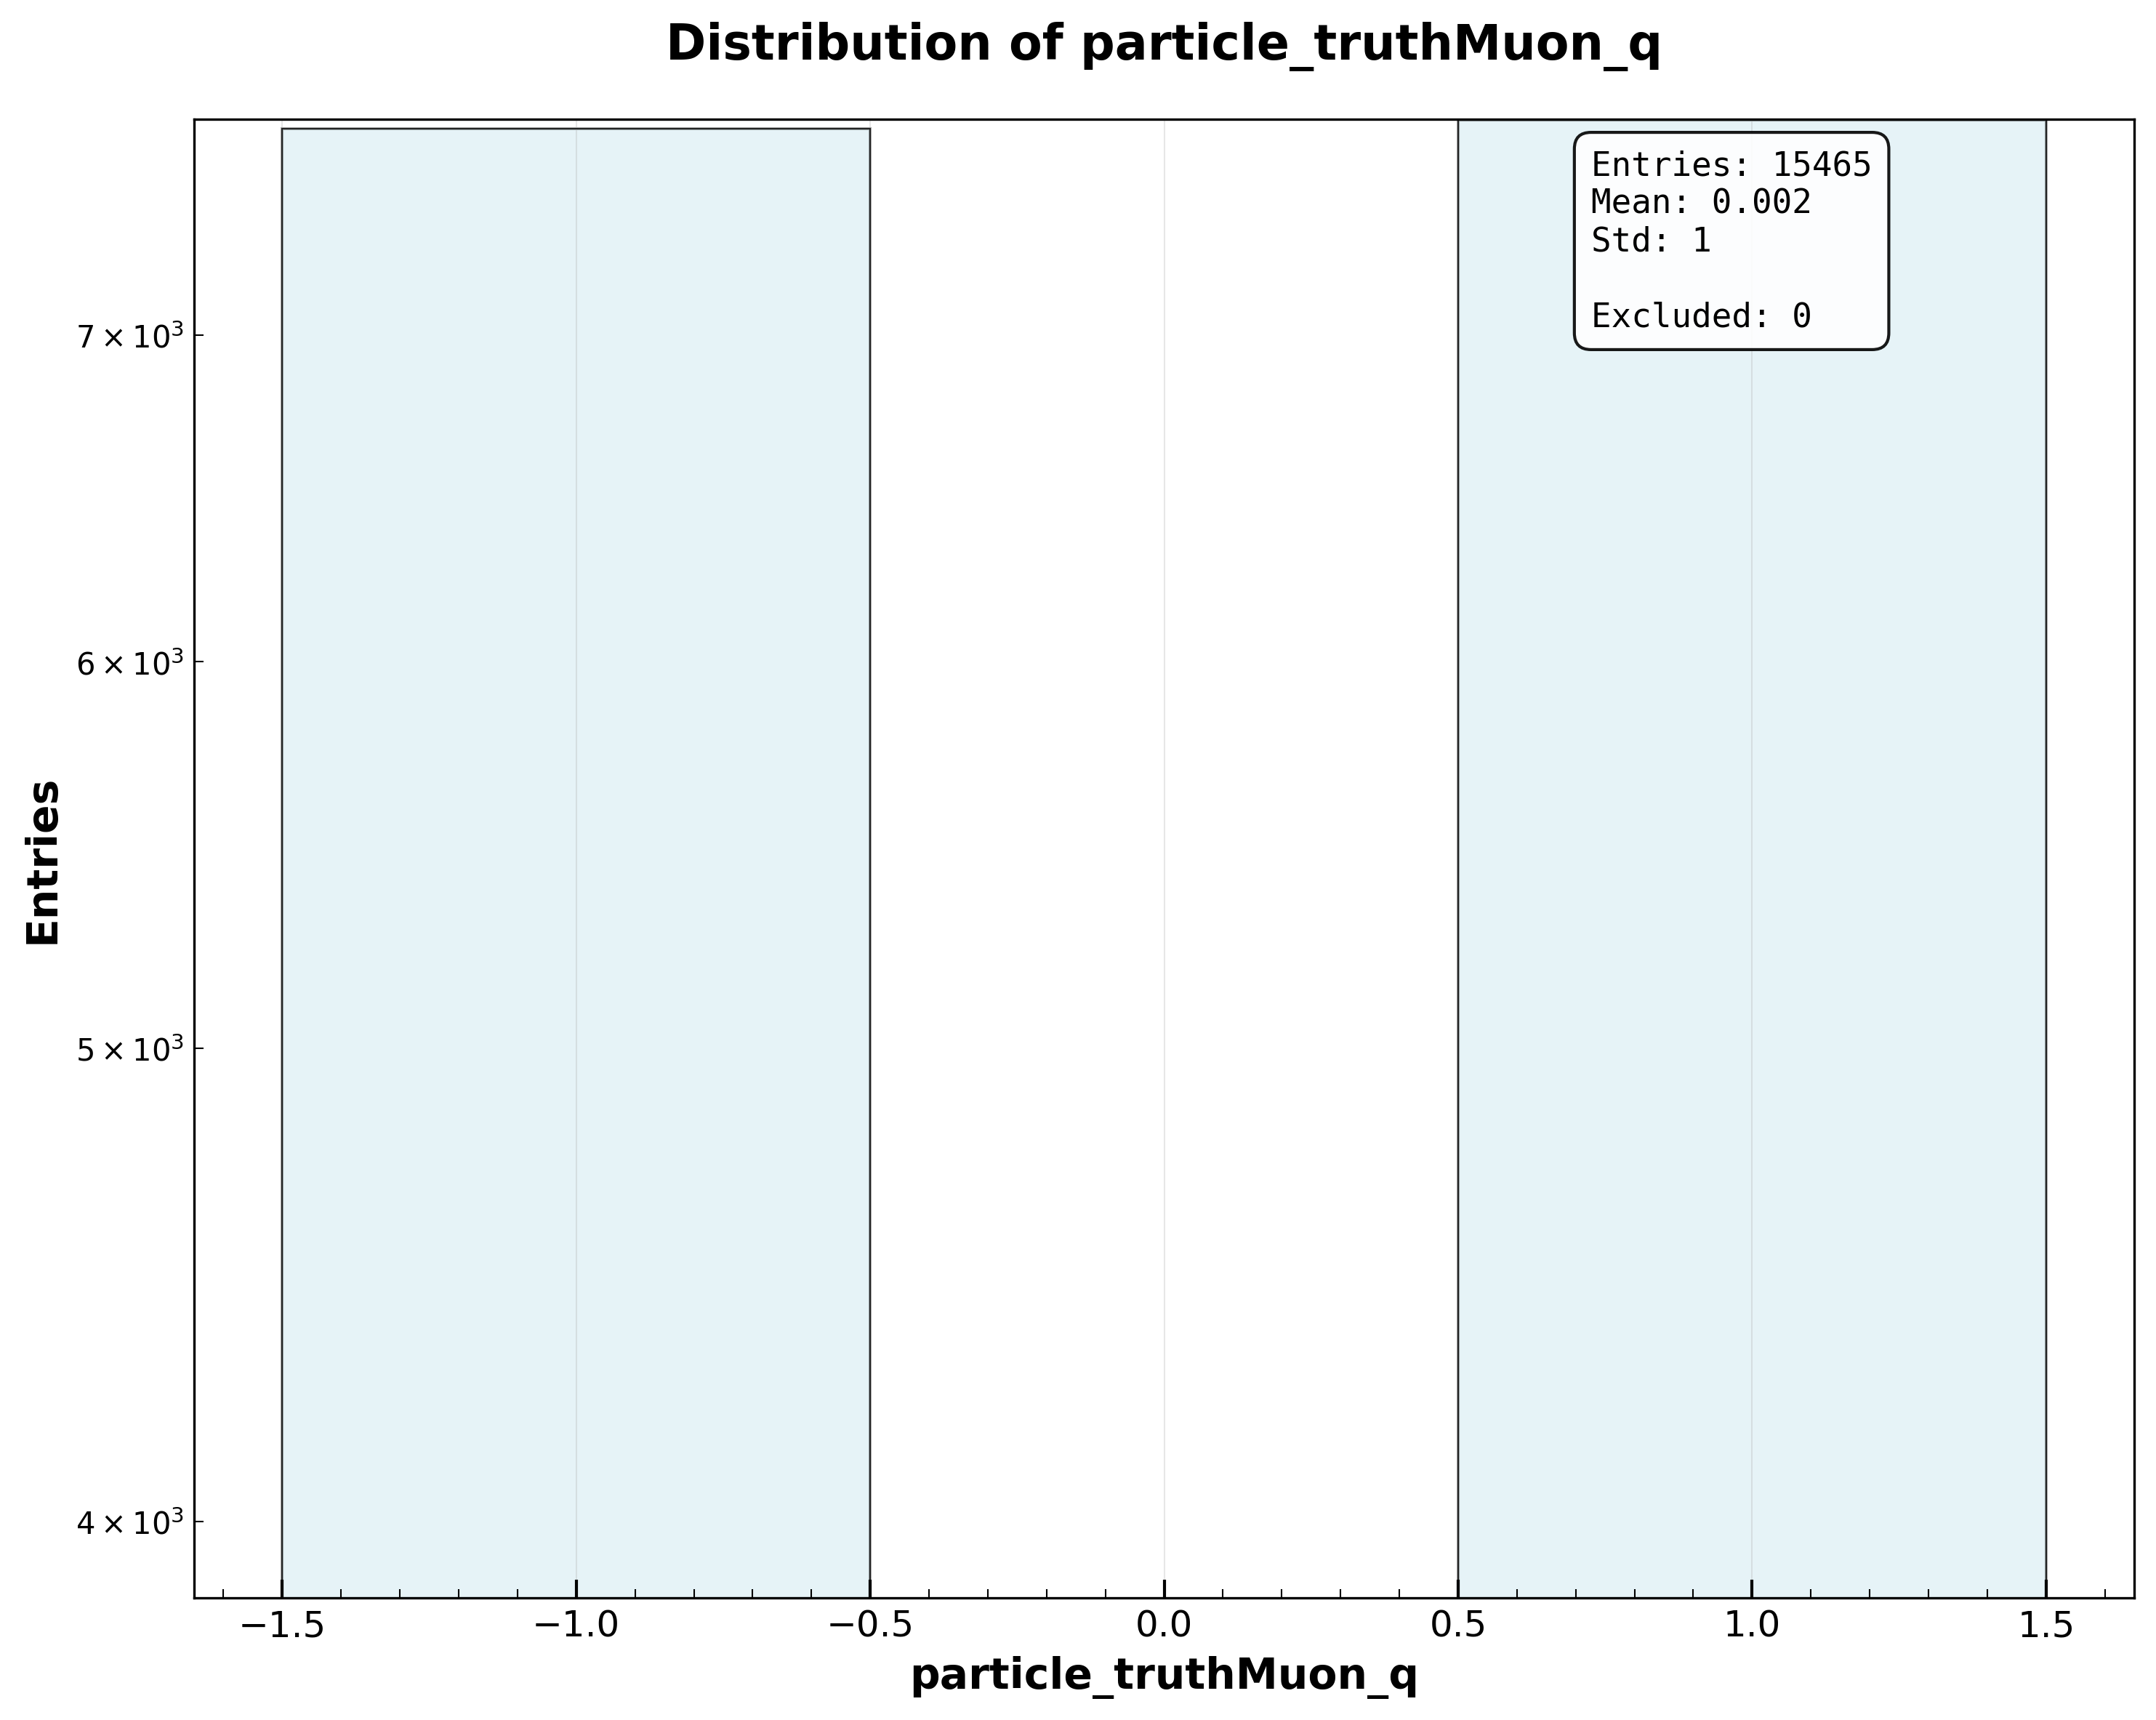 Distribution of particle_truthMuon_q
Entries: 15465
Mean: 0.002
Std: 1
Excluded: 0
7×10³
6×10³
5×10³
4×10³
Entries
−1.5 −1.0 −0.5 0.0 0.5 1.0 1.5
particle_truthMuon_q